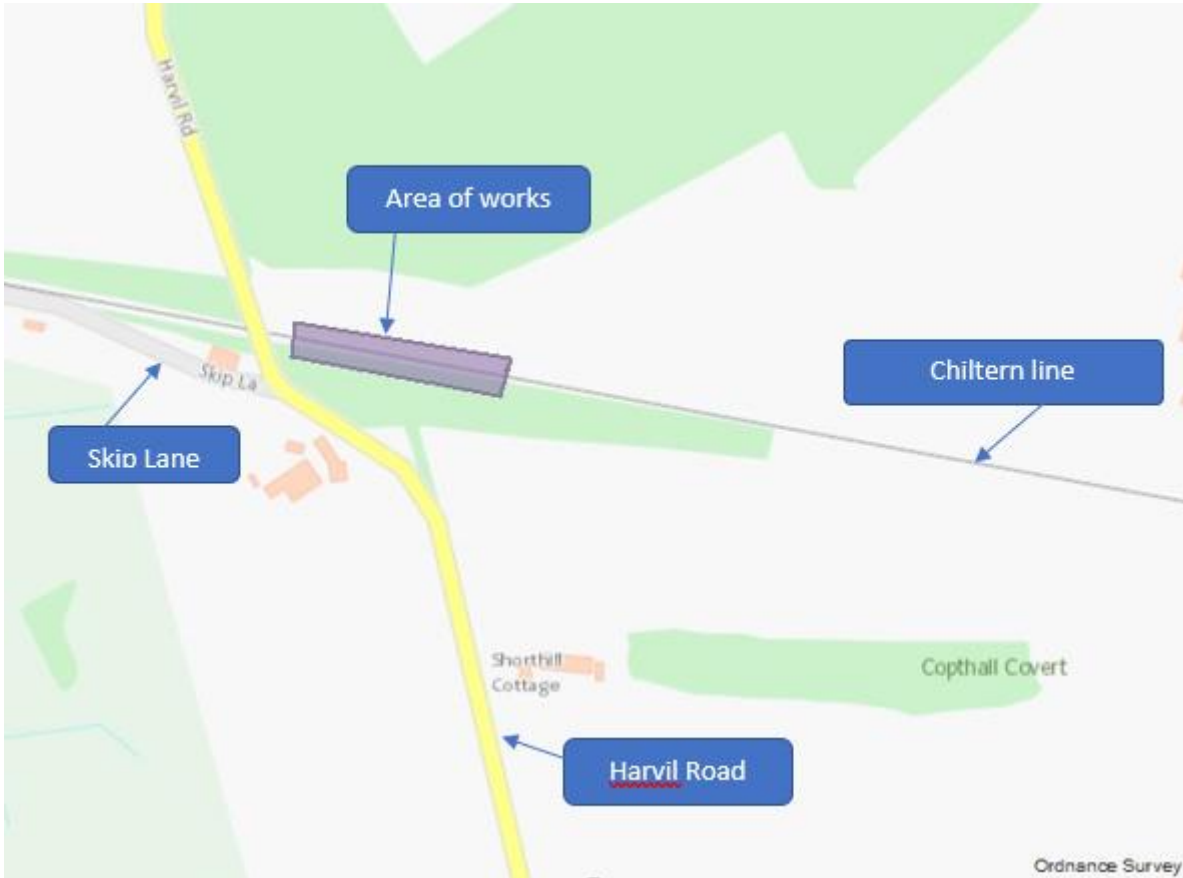 Harvil Rd
Area of works
Chiltern line
Skip La
Skip Lane
Shorthill
Cottage
Copthall Covert
Harvil Road
Ordnance Survey